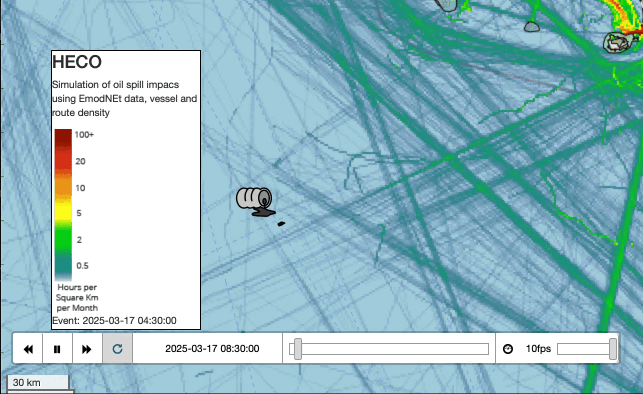 HECO
Simulation of oil spill impacs
using EmodNEt data, vessel and
route density
100+
20
10
5
2
0.5
Hours per
Square Km
per Month
Event: 2025-03-17 04:30:00
2025-03-17 08:30:00
10fps
30 km